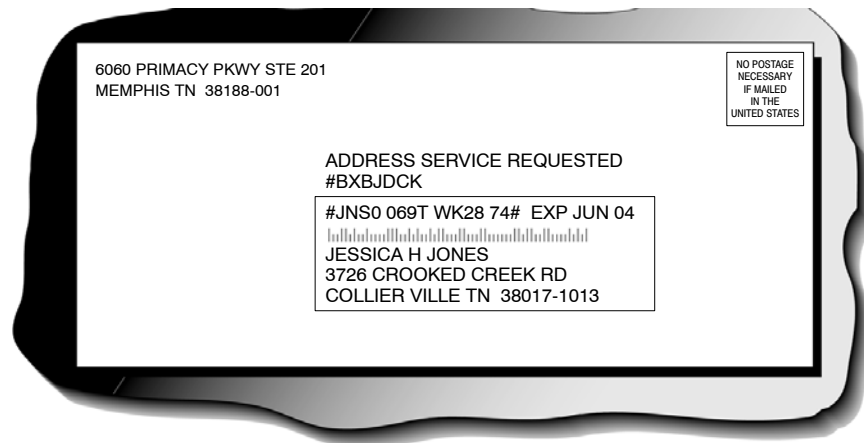 6060 PRIMACY PKWY STE 201
MEMPHIS TN 38188-001
NO POSTAGE
NECESSARY
IF MAILED
IN THE
UNITED STATES
ADDRESS SERVICE REQUESTED
#BXBJDCK
#JNS0 069T WK28 74# EXP JUN 04
JESSICA H JONES
3726 CROOKED CREEK RD
COLLIER VILLE TN 38017-1013